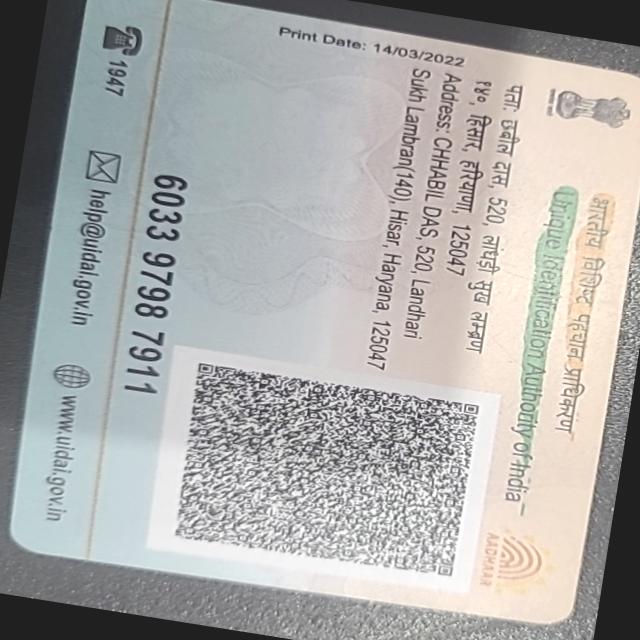 भारतीय विशिष्ट पहचान प्राधिकरण
Unique Identification Authority of India
AADHAAR
पता: छबील दास, 520, लांधड़ी सुख लम्बरान
१४०, हिसार, हरियाणा, 125047
Address: CHHABIL DAS, 520, Landhari
Sukh Lambran(140), Hisar, Haryana, 125047
Print Date: 14/03/2022
6033 9798 7911
1947
help@uidai.gov.in
www.uidai.gov.in